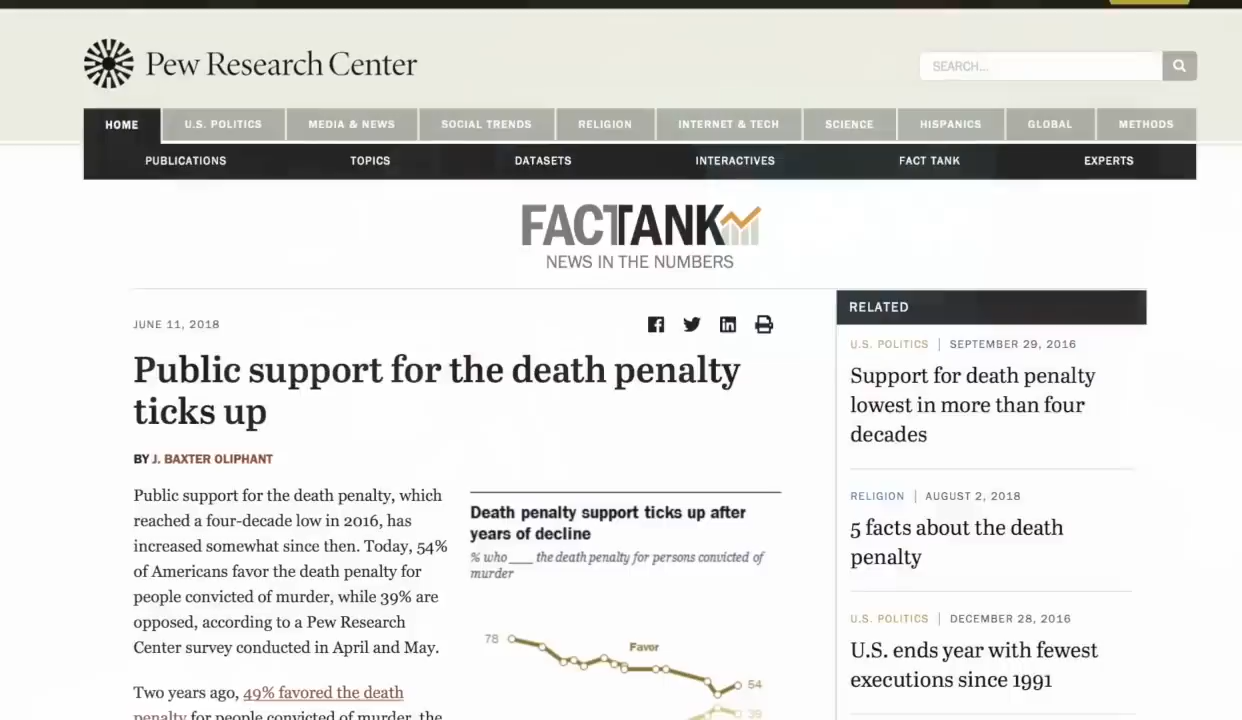 Pew Research Center
SEARCH...
HOME
U.S. POLITICS
MEDIA & NEWS
SOCIAL TRENDS
RELIGION
INTERNET & TECH
SCIENCE
HISPANICS
GLOBAL
METHODS
PUBLICATIONS
TOPICS
DATASETS
INTERACTIVES
FACT TANK
EXPERTS
FACTTANK
NEWS IN THE NUMBERS
JUNE 11, 2018
Public support for the death penalty
ticks up
BY J. BAXTER OLIPHANT
Public support for the death penalty, which
reached a four-decade low in 2016, has
increased somewhat since then. Today, 54%
of Americans favor the death penalty for
people convicted of murder, while 39% are
opposed, according to a Pew Research
Center survey conducted in April and May.
Two years ago, 49% favored the death
penalty for people convicted of murder, the
Death penalty support ticks up after
years of decline
% who ___ the death penalty for persons convicted of
murder
78
Favor
54
39
RELATED
U.S. POLITICS | SEPTEMBER 29, 2016
Support for death penalty
lowest in more than four
decades
RELIGION | AUGUST 2, 2018
5 facts about the death
penalty
U.S. POLITICS | DECEMBER 28, 2016
U.S. ends year with fewest
executions since 1991